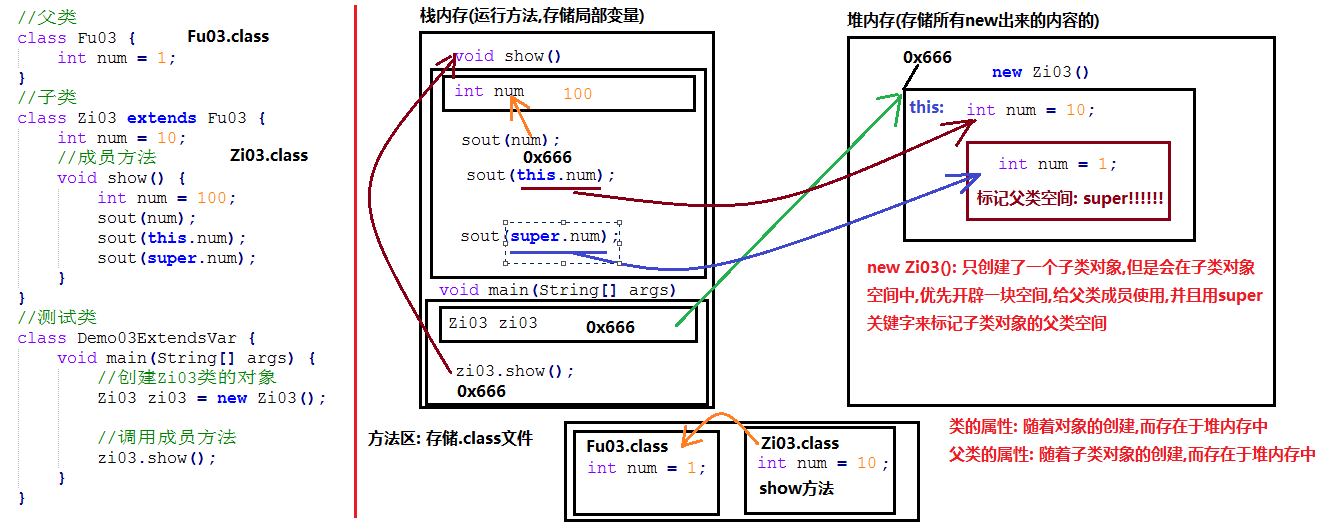 //父类
class Fu03 {
Fu03.class
int num = 1;
}
//子类
class Zi03 extends Fu03 {
int num = 10;
//成员方法
Zi03.class
void show() {
int num = 100;
sout(num);
sout(this.num);
sout(super.num);
}
}
//测试类
class Demo03ExtendsVar {
void main(String[] args) {
//创建Zi03类的对象
Zi03 zi03 = new Zi03();
//调用成员方法
zi03.show();
}
}
栈内存(运行方法,存储局部变量)
void show()
int num 100
sout(num);
0x666
sout(this.num);
sout(super.num);
void main(String[] args)
Zi03 zi03 0x666
zi03.show();
0x666
堆内存(存储所有new出来的内容的)
0x666
new Zi03()
this: int num = 10;
int num = 1;
标记父类空间: super!!!!!!
new Zi03(): 只创建了一个子类对象,但是会在子类对象
空间中,优先开辟一块空间,给父类成员使用,并且用super
关键字来标记子类对象的父类空间
类的属性: 随着对象的创建,而存在于堆内存中
父类的属性: 随着子类对象的创建,而存在于堆内存中
方法区: 存储.class文件
Fu03.class
int num = 1;
Zi03.class
int num = 10;
show方法